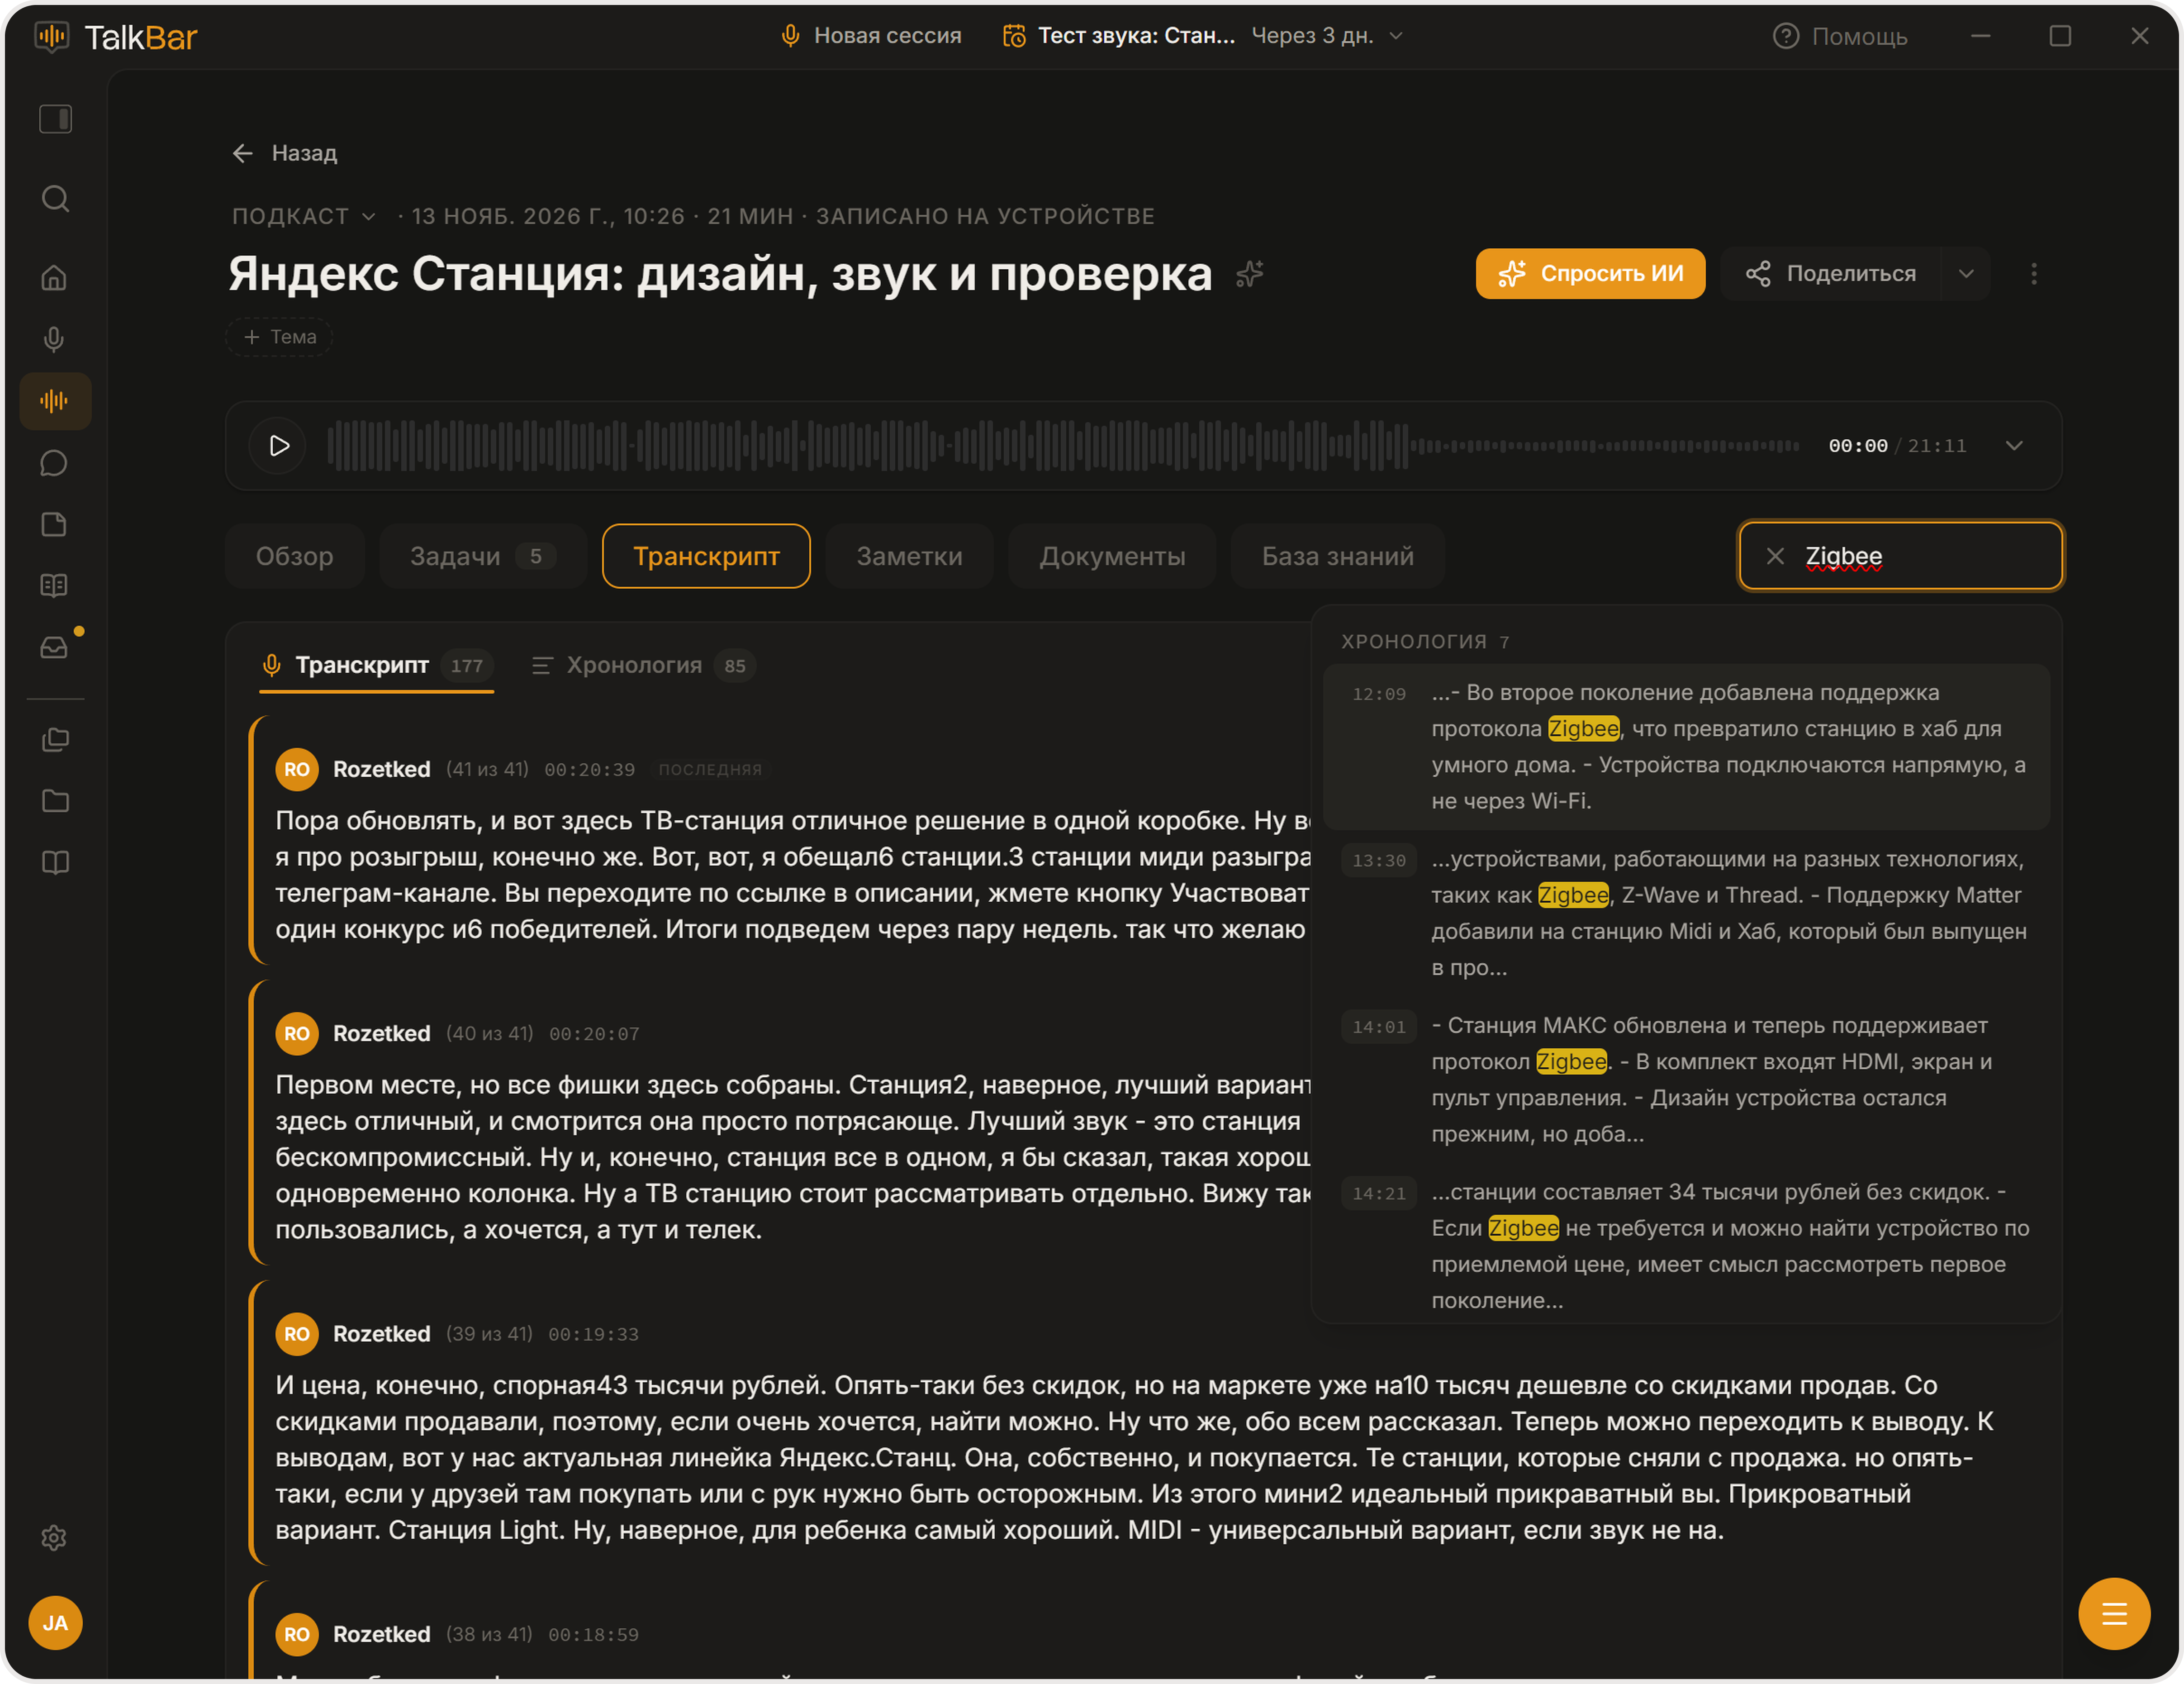 TalkBar
Новая сессия
Тест звука: Стан... Через 3 дн.
Помощь
Назад
ПОДКАСТ · 13 НОЯБ. 2026 Г., 10:26 · 21 МИН · ЗАПИСАНО НА УСТРОЙСТВЕ
Яндекс Станция: дизайн, звук и проверка
Спросить ИИ
Поделиться
+ Тема
00:00 / 21:11
Обзор
Задачи 5
Транскрипт
Заметки
Документы
База знаний
Zigbee
Транскрипт 177
Хронология 85
RO Rozetked (41 из 41) 00:20:39 ПОСЛЕДНЯЯ
Пора обновлять, и вот здесь ТВ-станция отличное решение в одной коробке. Ну
я про розыгрыш, конечно же. Вот, вот, я обещал6 станции.3 станции миди
телеграм-канале. Вы переходите по ссылке в описании, жмете кнопку
один конкурс и6 победителей. Итоги подведем через пару недель. так что желаю
RO Rozetked (40 из 41) 00:20:07
Первом месте, но все фишки здесь собраны. Станция2, наверное, лучший вариант
здесь отличный, и смотрится она просто потрясающе. Лучший звук - это станция
бескомпромиссный. Ну и, конечно, станция все в одном, я бы сказал, такая
одновременно колонка. Ну а ТВ станцию стоит рассматривать отдельно. Вижу
пользовались, а хочется, а тут и телек.
RO Rozetked (39 из 41) 00:19:33
И цена, конечно, спорная43 тысячи рублей. Опять-таки без скидок, но на маркете уже на10 тысяч дешевле со скидками продав. Со
скидками продавали, поэтому, если очень хочется, найти можно. Ну что же, обо всем рассказал. Теперь можно переходить к выводу. К
выводам, вот у нас актуальная линейка Яндекс.Станц. Она, собственно, и покупается. Те станции, которые сняли с продажа. но опять-
таки, если у друзей там покупать или с рук нужно быть осторожным. Из этого мини2 идеальный прикраватный вы. Прикроватный
вариант. Станция Light. Ну, наверное, для ребенка самый хороший. MIDI - универсальный вариант, если звук не на.
RO Rozetked (38 из 41) 00:18:59
ХРОНОЛОГИЯ 7
12:09 ...- Во второе поколение добавлена поддержка
протокола Zigbee, что превратило станцию в хаб для
умного дома. - Устройства подключаются напрямую, а
не через Wi-Fi.
13:30 ...устройствами, работающими на разных технологиях,
таких как Zigbee, Z-Wave и Thread. - Поддержку Matter
добавили на станцию Midi и Хаб, который был выпущен
в про...
14:01 - Станция МАКС обновлена и теперь поддерживает
протокол Zigbee. - В комплект входят HDMI, экран и
пульт управления. - Дизайн устройства остался
прежним, но доба...
14:21 ...станции составляет 34 тысячи рублей без скидок. -
Если Zigbee не требуется и можно найти устройство по
приемлемой цене, имеет смысл рассмотреть первое
поколение...
JA